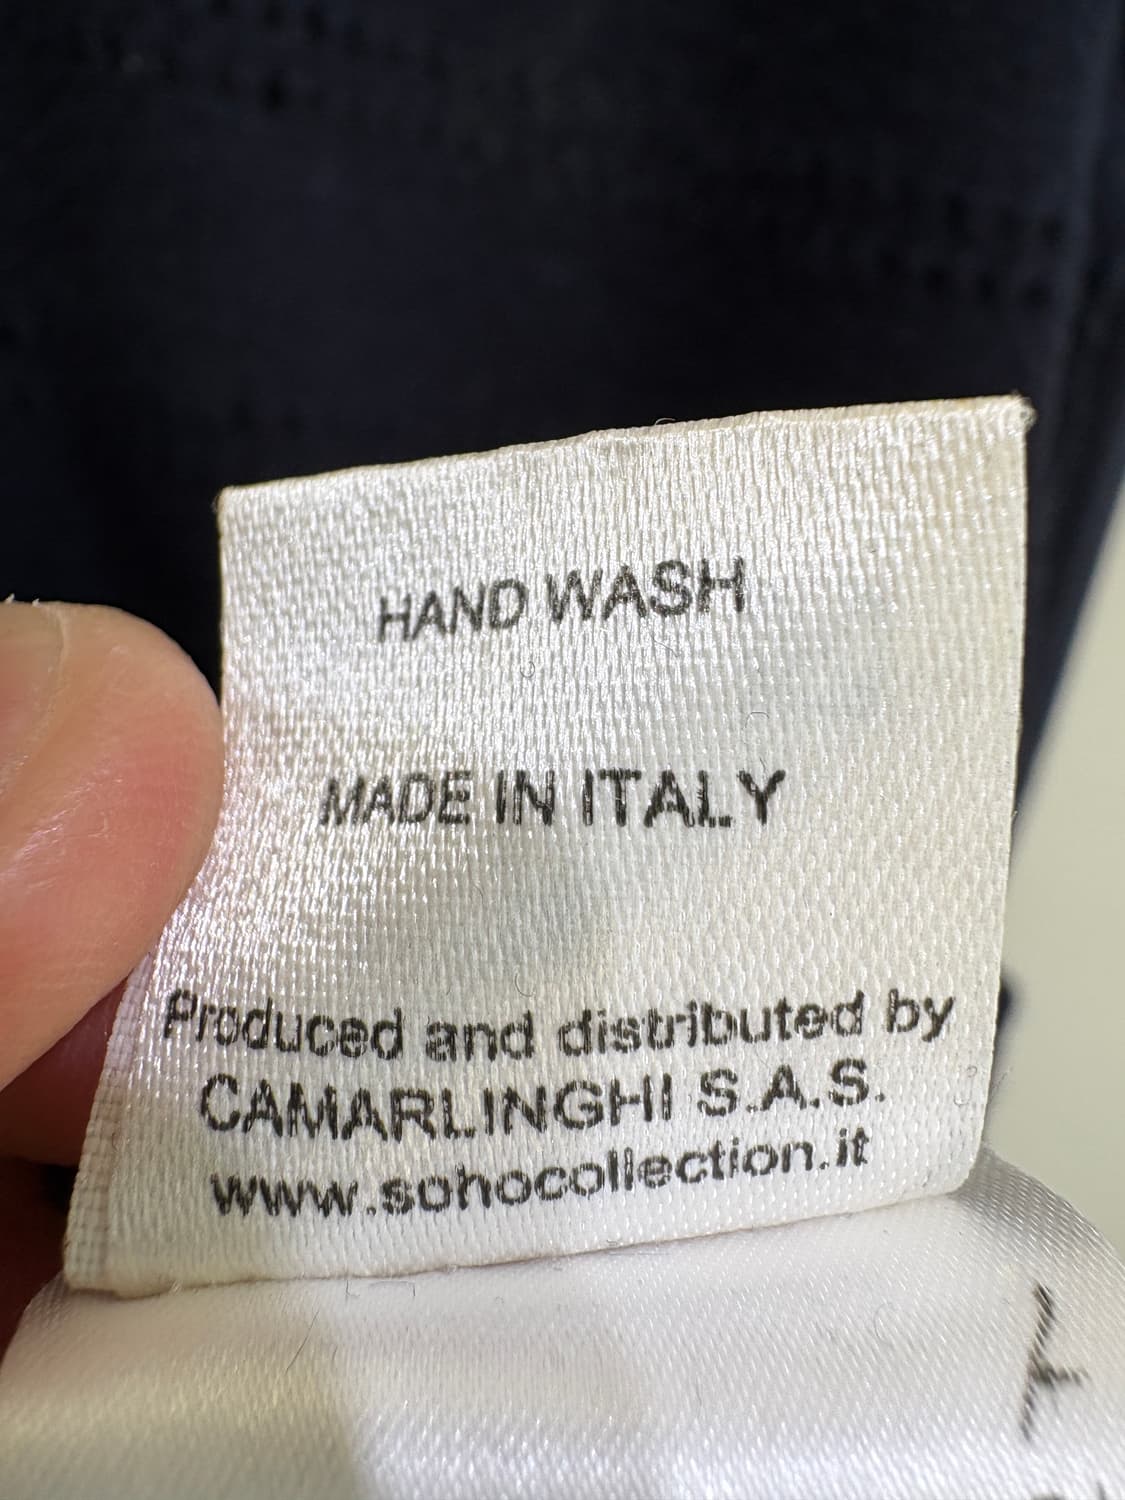 HAND WASH
MADE IN ITALY
Produced and distributed by
CAMARLINGHI S.A.S.
www.sohocollection.it